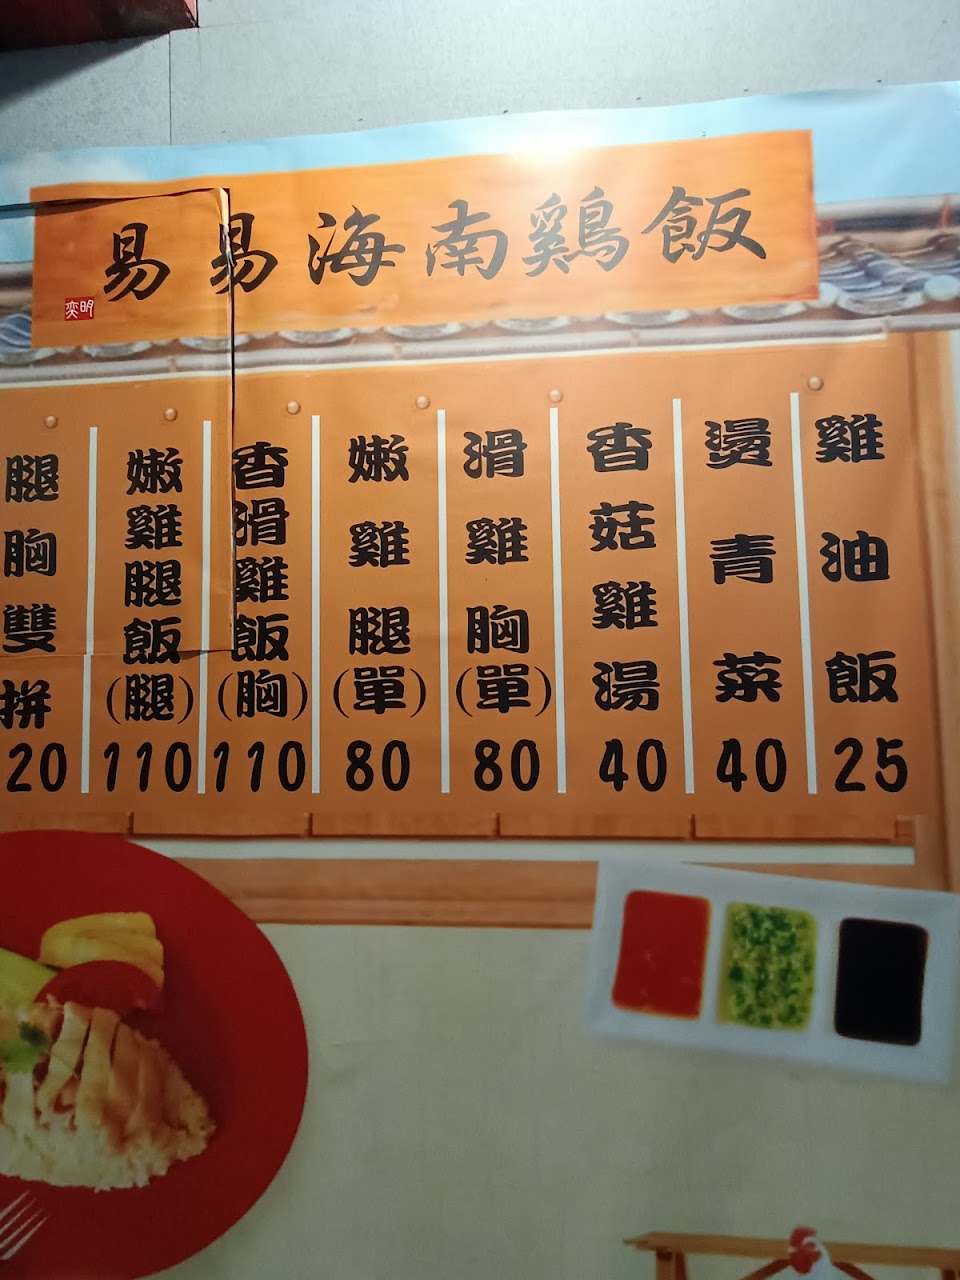 易易海南鷄飯
奕明
腿胸雙拼
20
嫩雞腿飯(腿)
110
香滑雞飯(胸)
110
嫩雞腿(單)
80
滑雞胸(單)
80
香菇雞湯
40
燙青菜
40
雞油飯
25